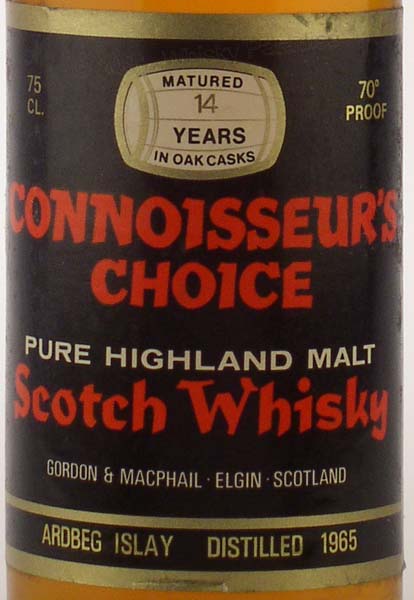 75 CL.
MATURED
14
YEARS
IN OAK CASKS
70° PROOF
CONNOISSEUR'S
CHOICE
PURE HIGHLAND MALT
Scotch Whisky
GORDON & MACPHAIL · ELGIN · SCOTLAND
ARDBEG ISLAY DISTILLED 1965